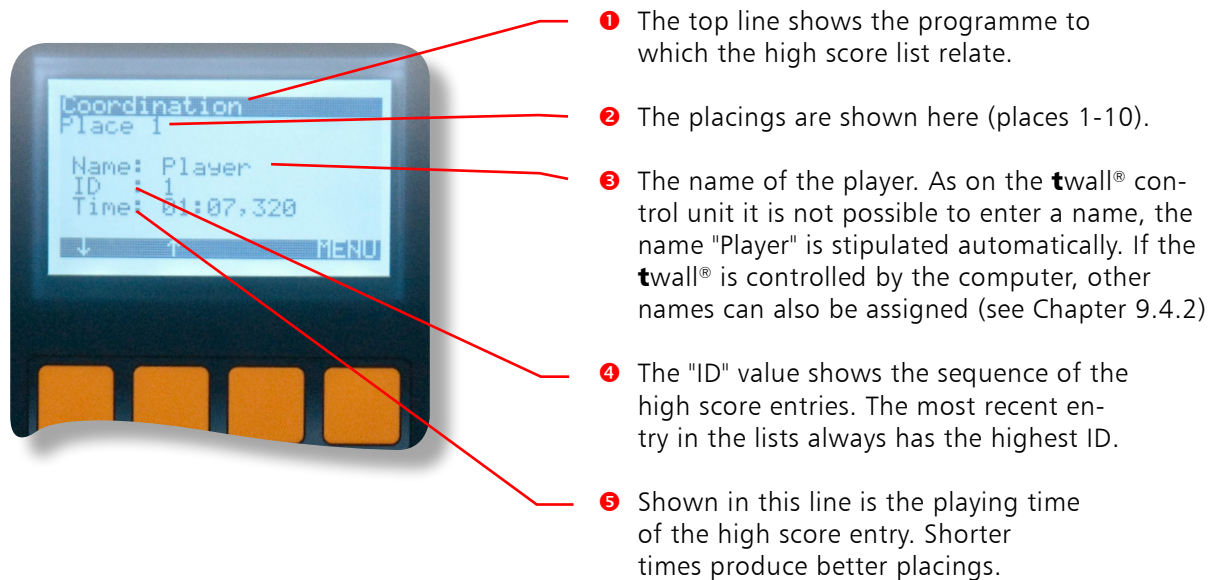 Coordination
Place 1
Name: Player
ID : 1
Time: 01:07,320
↓ ↑ MENU
❶ The top line shows the programme to
which the high score list relate.
❷ The placings are shown here (places 1-10).
❸ The name of the player. As on the twall® con-
trol unit it is not possible to enter a name, the
name "Player" is stipulated automatically. If the
twall® is controlled by the computer, other
names can also be assigned (see Chapter 9.4.2)
❹ The "ID" value shows the sequence of the
high score entries. The most recent en-
try in the lists always has the highest ID.
❺ Shown in this line is the playing time
of the high score entry. Shorter
times produce better placings.